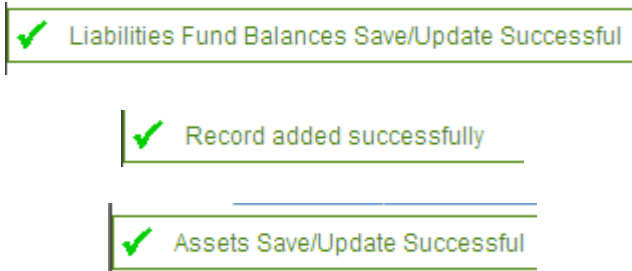 Liabilities Fund Balances Save/Update Successful
Record added successfully
Assets Save/Update Successful